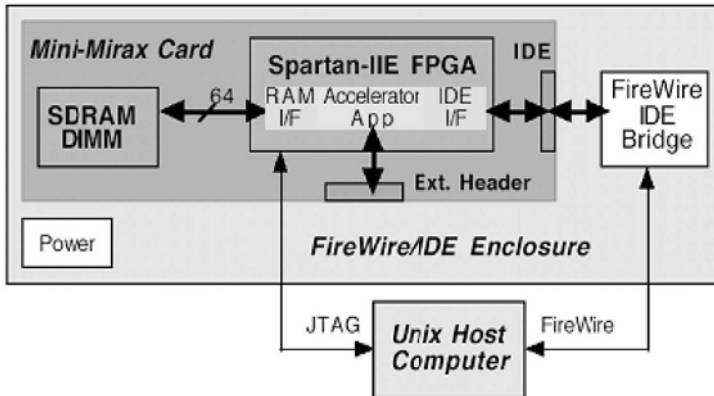 Mini-Mirax Card
Spartan-IIE FPGA
IDE
SDRAM
DIMM
64
RAM Accelerator IDE
I/F App I/F
FireWire
IDE
Bridge
Ext. Header
Power
FireWire/IDE Enclosure
JTAG
Unix Host
Computer
FireWire